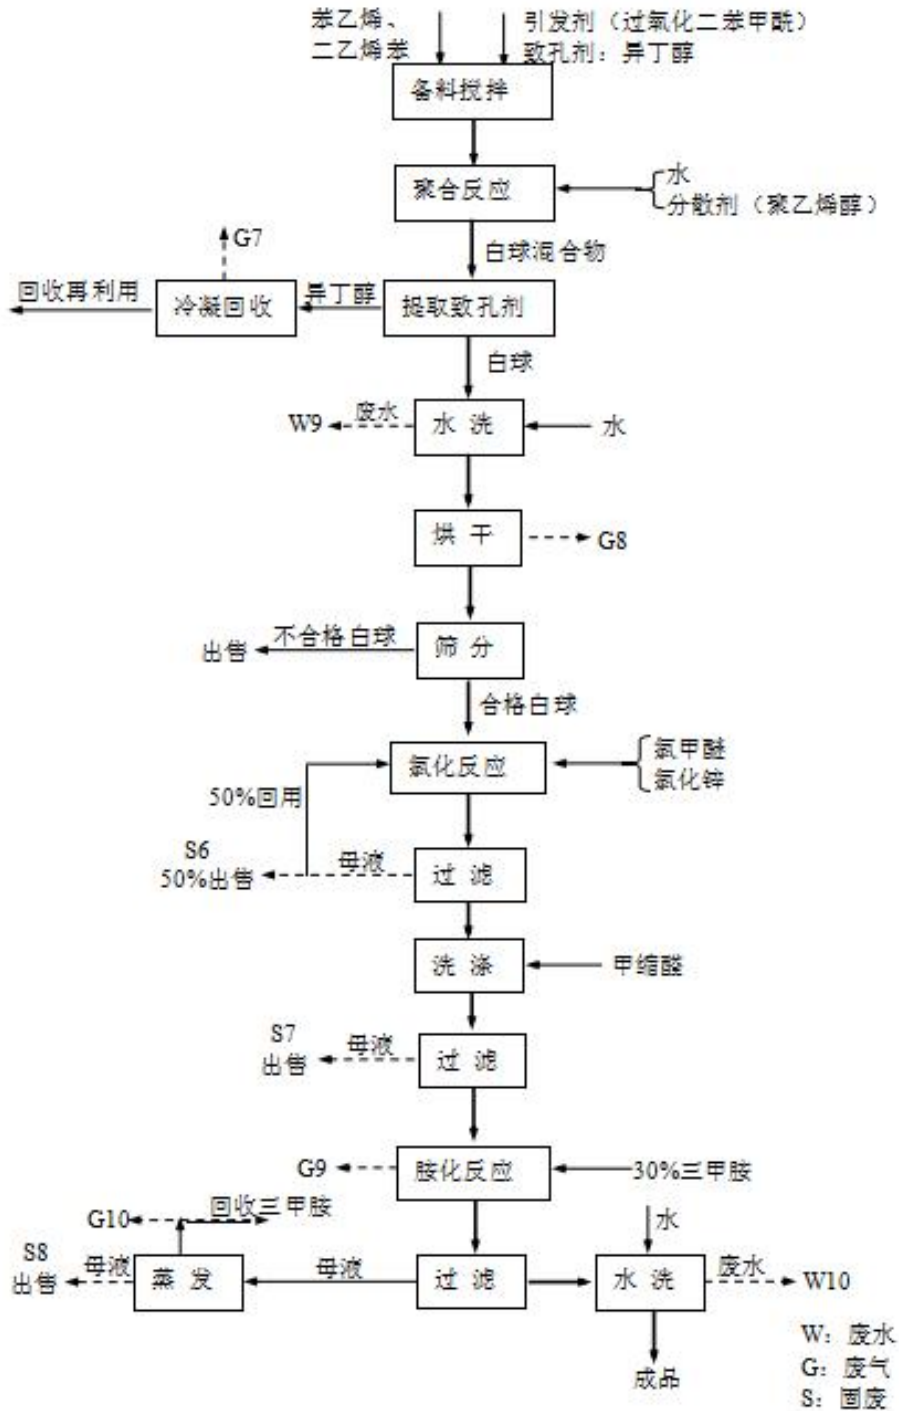 苯乙烯、
二乙烯苯
引发剂（过氧化二苯甲酰）
致孔剂：异丁醇
备料搅拌
聚合反应
水
分散剂（聚乙烯醇）
G7
白球混合物
回收再利用
冷凝回收
异丁醇
提取致孔剂
白球
W9
废水
水 洗
水
烘 干
G8
出售
不合格白球
筛 分
合格白球
氯化反应
氯甲醚
氯化锌
50%回用
S6
50%出售
母液
过 滤
洗 涤
甲缩醛
S7
出售
母液
过 滤
G9
胺化反应
30%三甲胺
G10
回收三甲胺
水
S8
出售
母液
蒸 发
母液
过 滤
水 洗
废水
W10
成品
W：废水
G：废气
S：固废